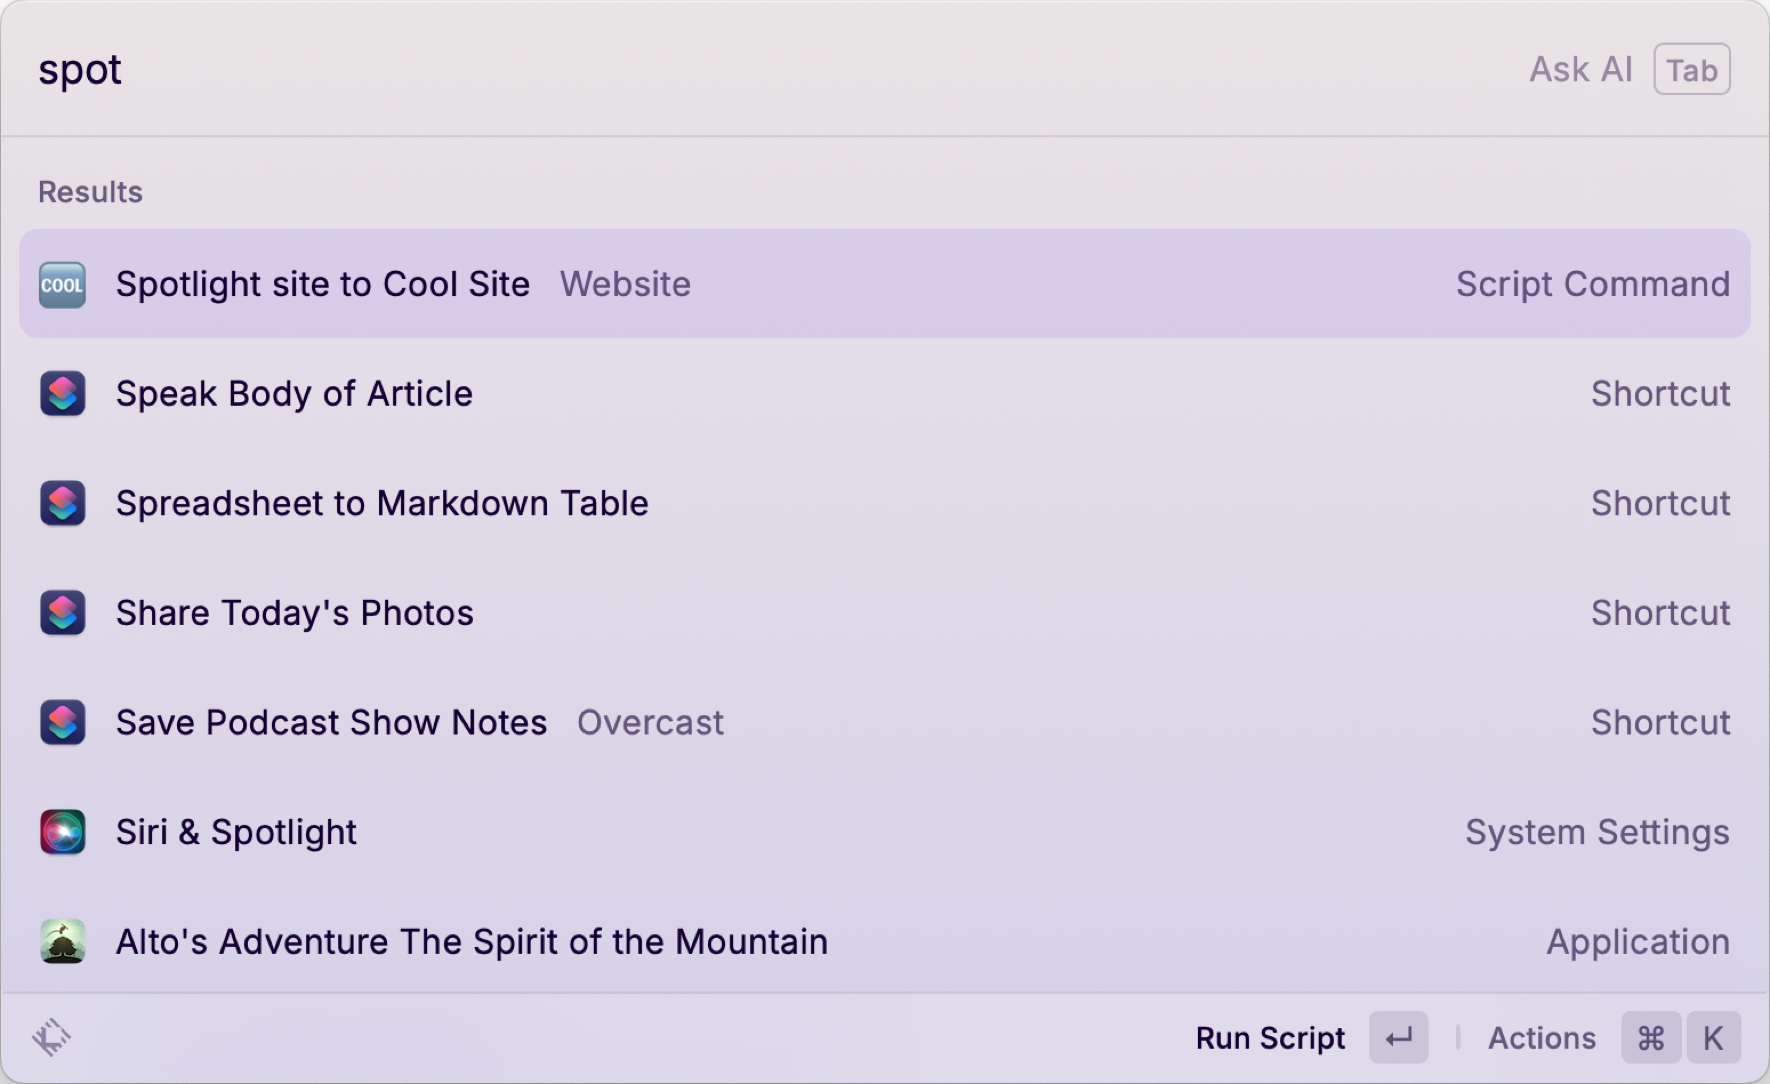 spot
Ask AI Tab
Results
COOL Spotlight site to Cool Site Website Script Command
Speak Body of Article Shortcut
Spreadsheet to Markdown Table Shortcut
Share Today's Photos Shortcut
Save Podcast Show Notes Overcast Shortcut
Siri & Spotlight System Settings
Alto's Adventure The Spirit of the Mountain Application
Run Script ↵ Actions ⌘ K